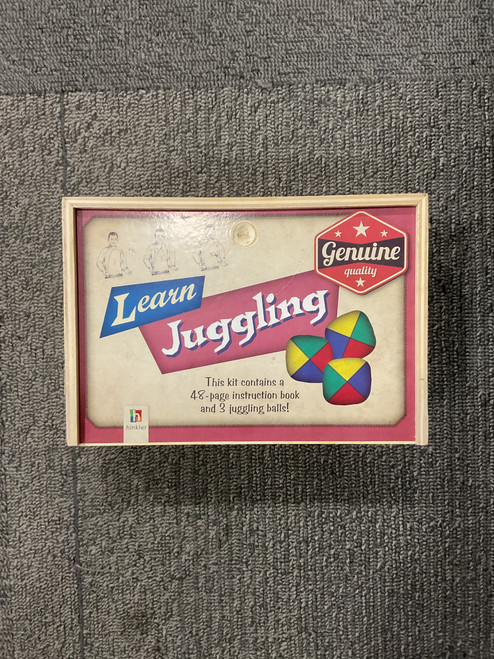 Genuine
quality
Learn
Juggling
This kit contains a
48-page instruction book
and 3 juggling balls!
hinkler